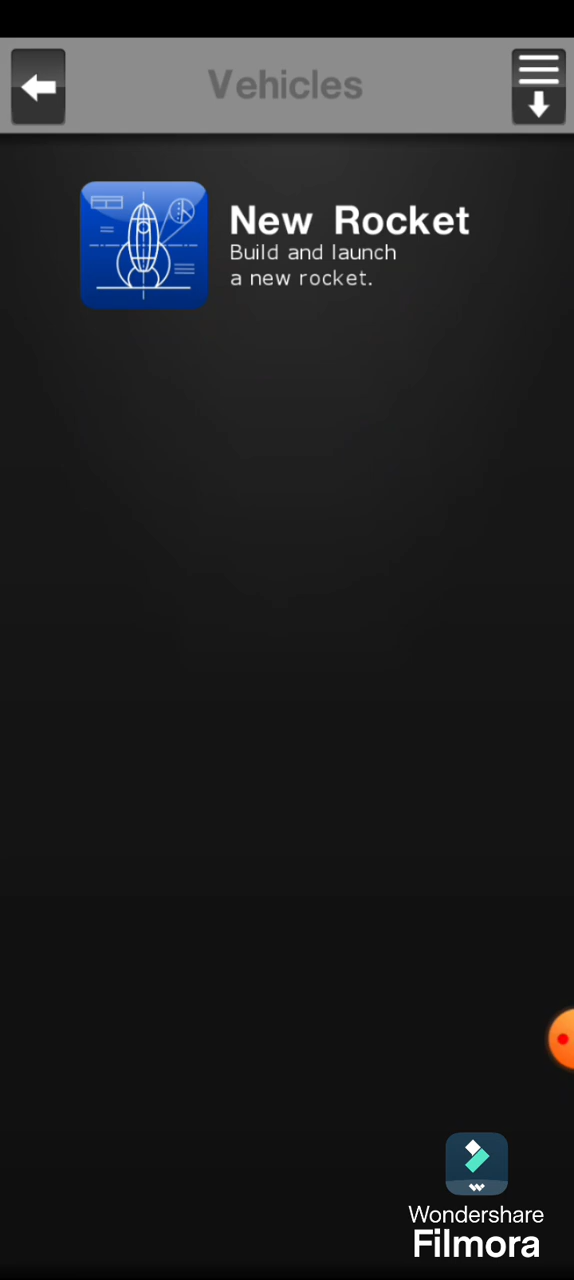 Vehicles
New Rocket
Build and launch
a new rocket.
Wondershare
Filmora